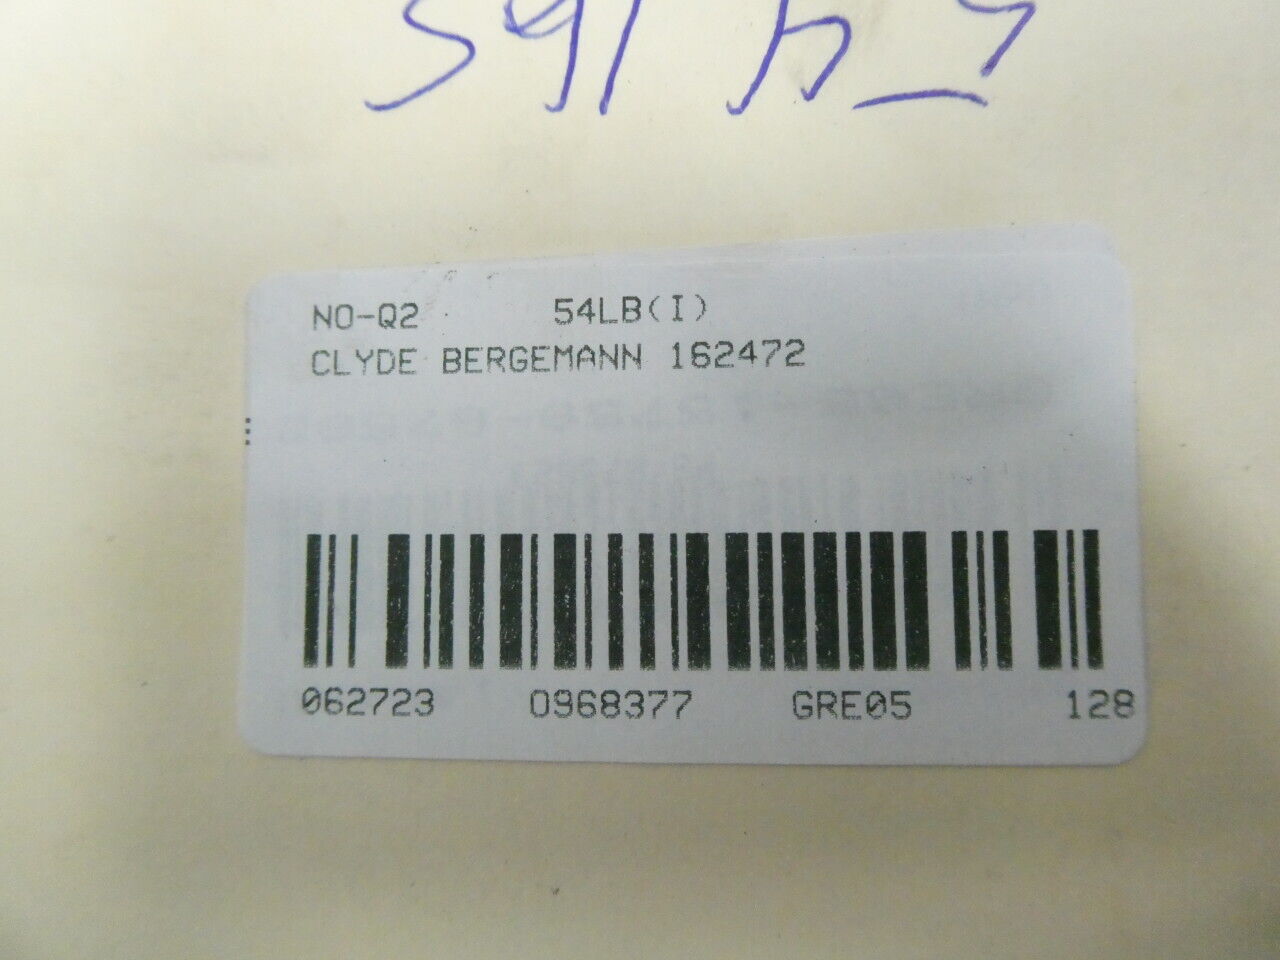 NO-Q2 54LB(I)
CLYDE BERGEMANN 162472
062723 0968377 GRE05 128